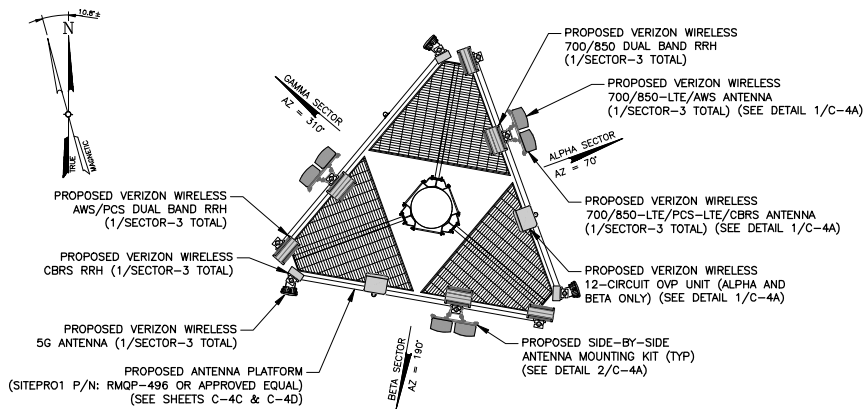 10.8°±
N
TRUE
MAGNETIC
GAMMA SECTOR
AZ = 310°
PROPOSED VERIZON WIRELESS
700/850 DUAL BAND RRH
(1/SECTOR-3 TOTAL)
PROPOSED VERIZON WIRELESS
700/850-LTE/AWS ANTENNA
(1/SECTOR-3 TOTAL) (SEE DETAIL 1/C-4A)
ALPHA SECTOR
AZ = 70°
PROPOSED VERIZON WIRELESS
700/850-LTE/PCS-LTE/CBRS ANTENNA
(1/SECTOR-3 TOTAL) (SEE DETAIL 1/C-4A)
PROPOSED VERIZON WIRELESS
12-CIRCUIT OVP UNIT (ALPHA AND
BETA ONLY) (SEE DETAIL 1/C-4A)
PROPOSED SIDE-BY-SIDE
ANTENNA MOUNTING KIT (TYP)
(SEE DETAIL 2/C-4A)
BETA SECTOR
AZ = 190°
PROPOSED VERIZON WIRELESS
AWS/PCS DUAL BAND RRH
(1/SECTOR-3 TOTAL)
PROPOSED VERIZON WIRELESS
CBRS RRH (1/SECTOR-3 TOTAL)
PROPOSED VERIZON WIRELESS
5G ANTENNA (1/SECTOR-3 TOTAL)
PROPOSED ANTENNA PLATFORM
(SITEPRO1 P/N: RMQP-496 OR APPROVED EQUAL)
(SEE SHEETS C-4C & C-4D)